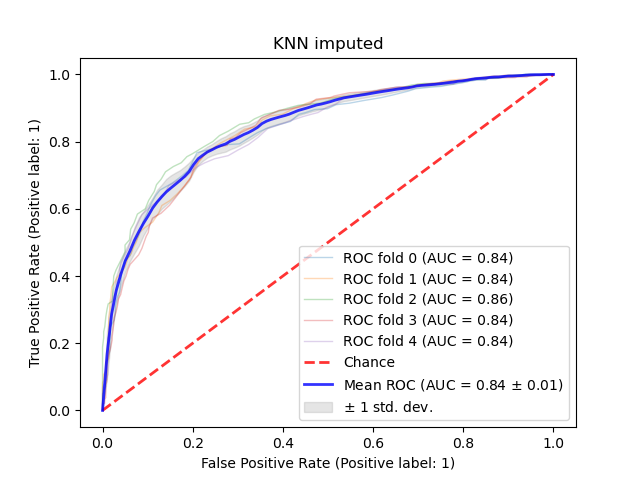 KNN imputed
1.0
0.8
0.6
0.4
0.2
0.0
True Positive Rate (Positive label: 1)
ROC fold 0 (AUC = 0.84)
ROC fold 1 (AUC = 0.84)
ROC fold 2 (AUC = 0.86)
ROC fold 3 (AUC = 0.84)
ROC fold 4 (AUC = 0.84)
Chance
Mean ROC (AUC = 0.84 ± 0.01)
± 1 std. dev.
0.0 0.2 0.4 0.6 0.8 1.0
False Positive Rate (Positive label: 1)